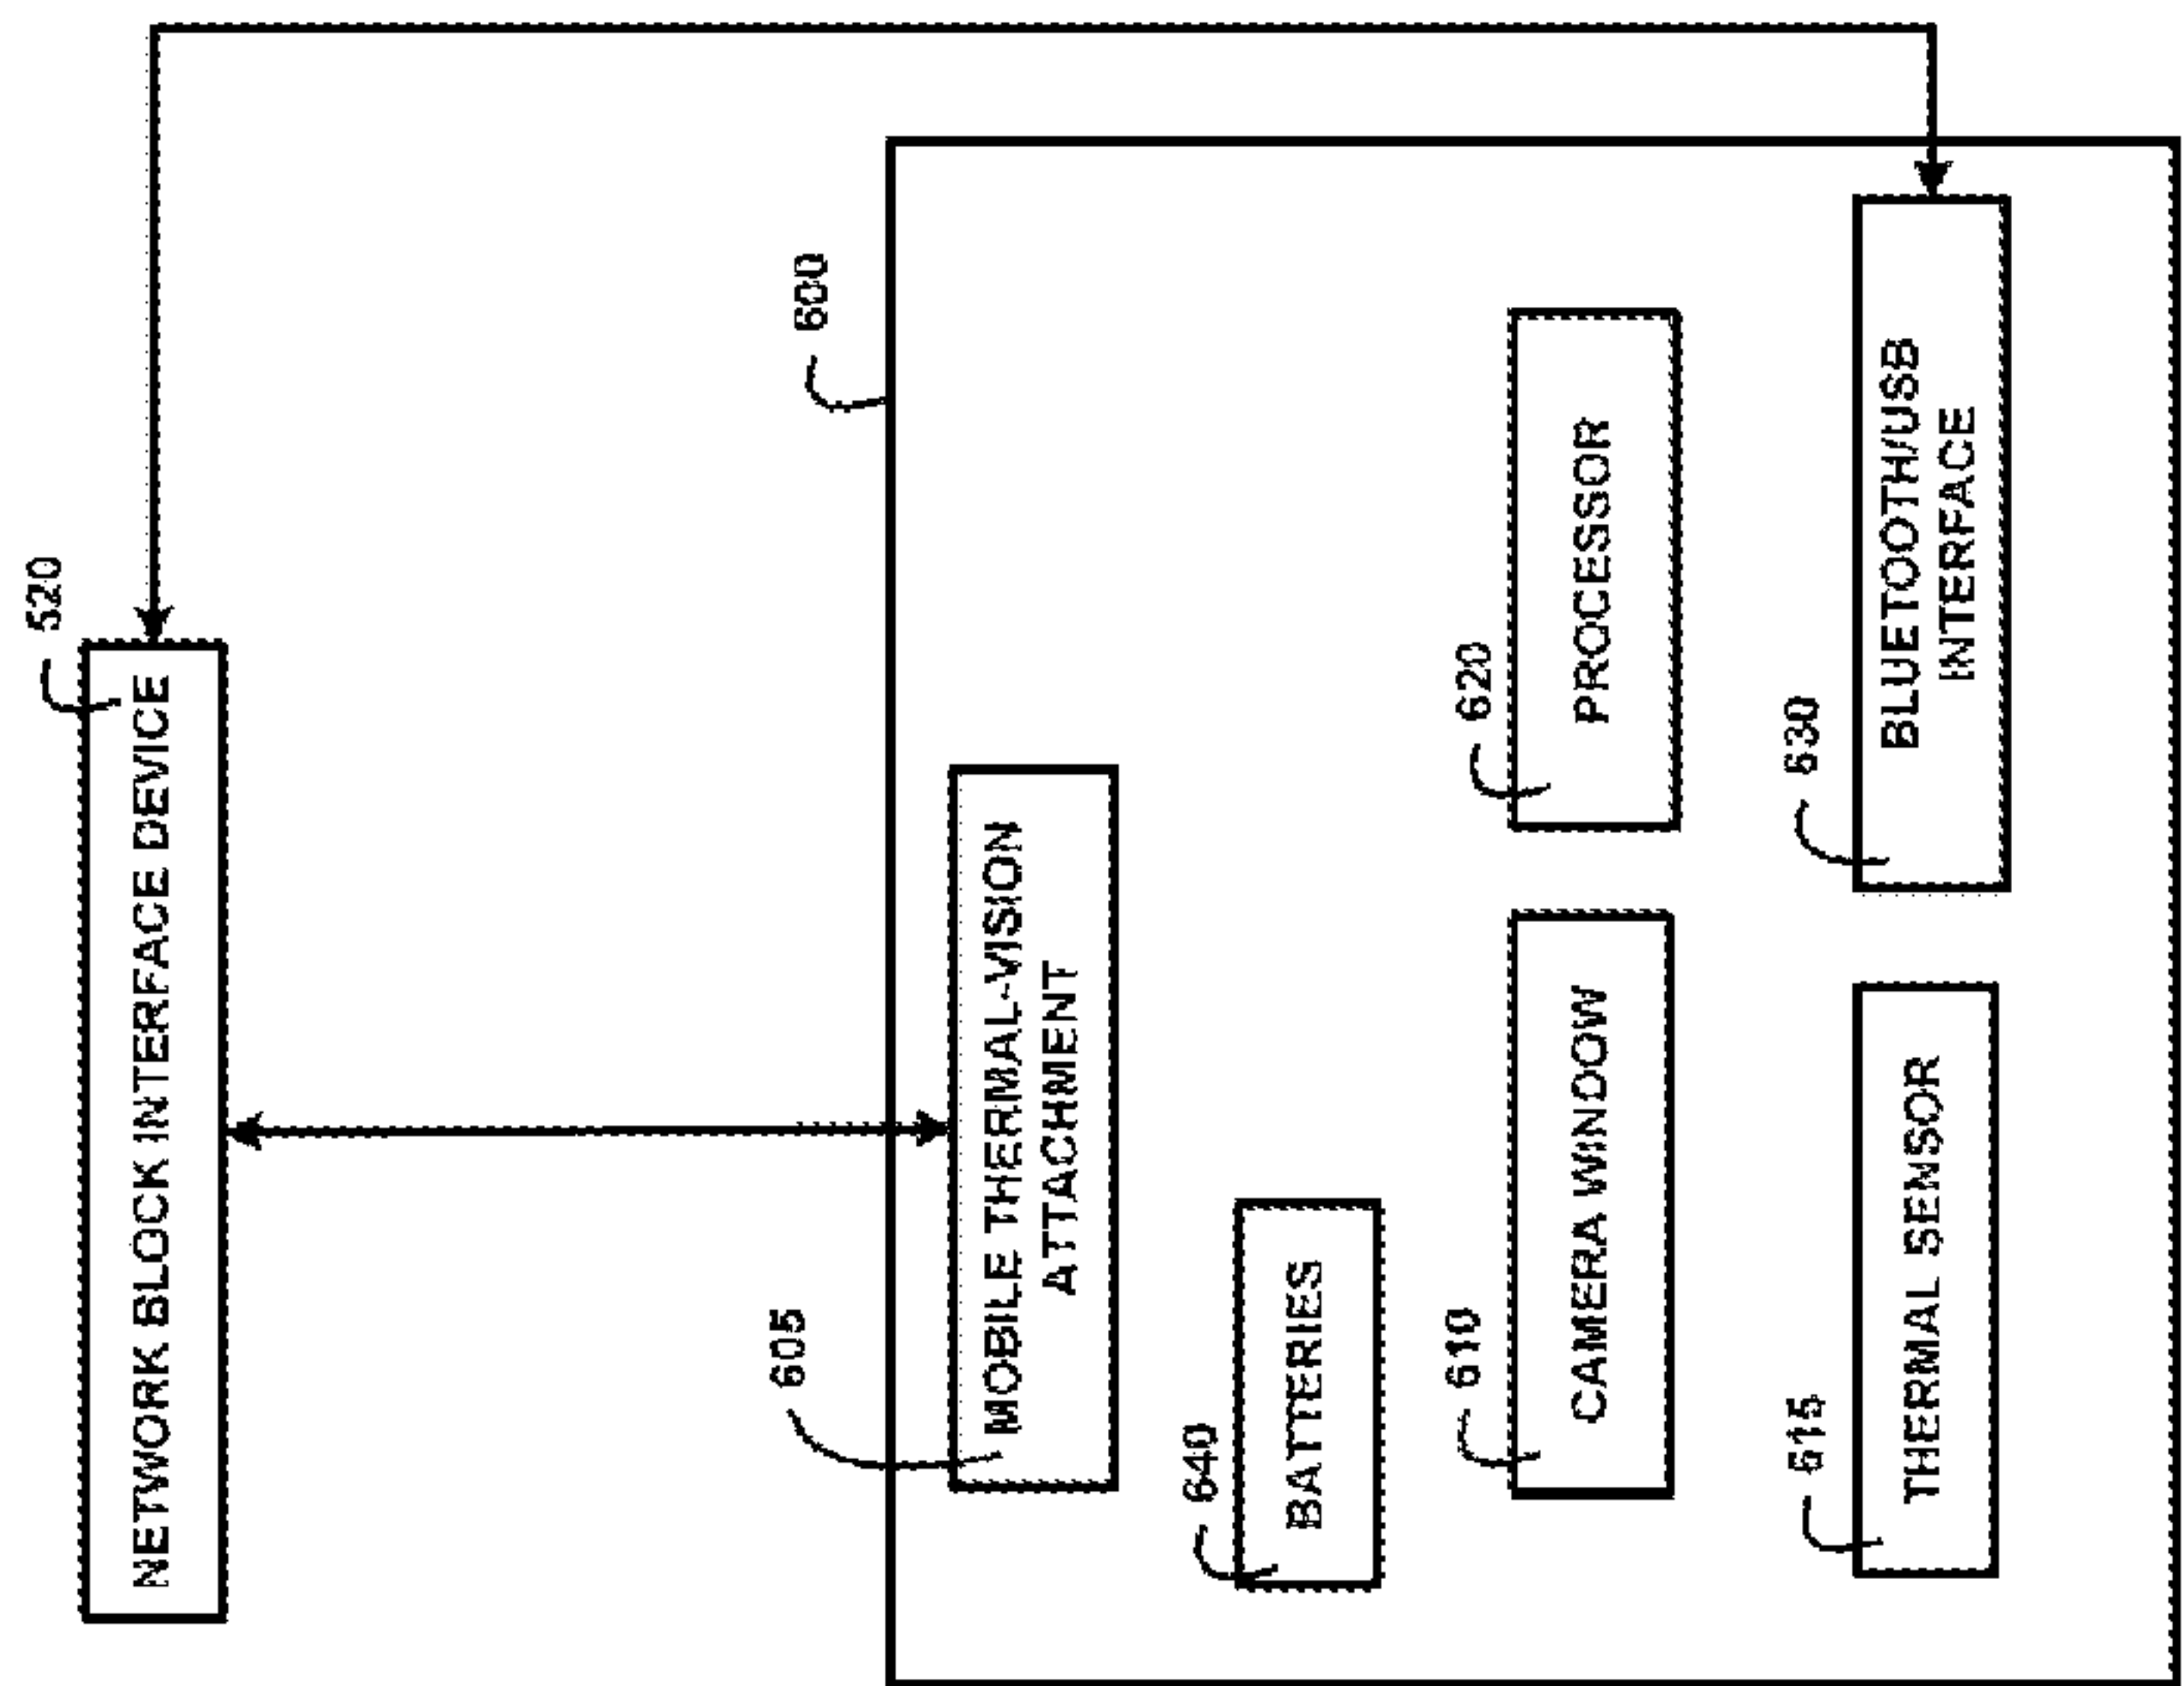 520
NETWORK BLOCK INTERFACE DEVICE
600
605
MOBILE THERMAL-VISION
ATTACHMENT
640
BATTERIES
610
CAMERA WINDOW
620
PROCESSOR
615
THERMAL SENSOR
630
BLUETOOTH/USB
INTERFACE